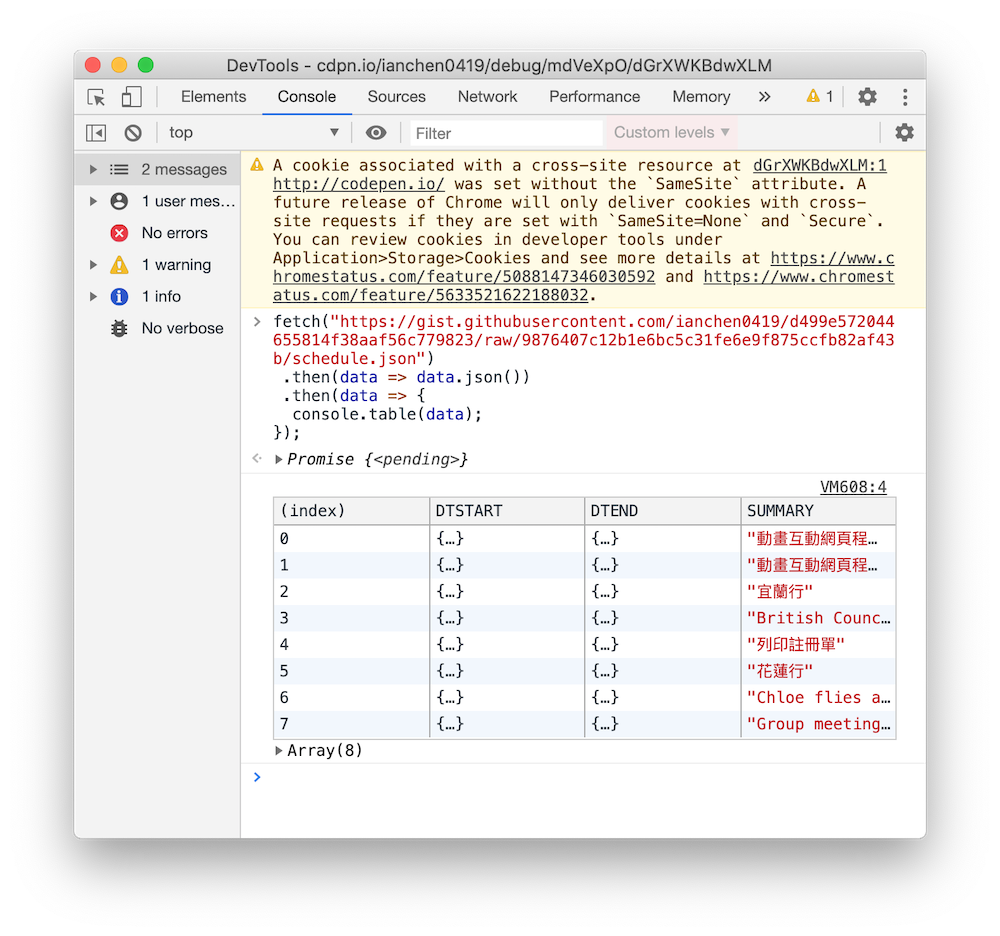 DevTools - cdpn.io/ianchen0419/debug/mdVeXpO/dGrXWKBdwXLM
Elements Console Sources Network Performance Memory » 1
top ▼ Filter Custom levels ▼
2 messages
1 user mes…
No errors
1 warning
1 info
No verbose
A cookie associated with a cross-site resource at dGrXWKBdwXLM:1
http://codepen.io/ was set without the `SameSite` attribute. A
future release of Chrome will only deliver cookies with cross-
site requests if they are set with `SameSite=None` and `Secure`.
You can review cookies in developer tools under
Application>Storage>Cookies and see more details at https://www.c
hromestatus.com/feature/5088147346030592 and https://www.chromest
atus.com/feature/5633521622188032.
> fetch("https://gist.githubusercontent.com/ianchen0419/d499e572044
655814f38aaf56c779823/raw/9876407c12b1e6bc5c31fe6e9f875ccfb82af43
b/schedule.json")
.then(data => data.json())
.then(data => {
console.table(data);
});
Promise {<pending>}
VM608:4
(index) DTSTART DTEND SUMMARY
0 {…} {…} "動畫互動網頁程…
1 {…} {…} "動畫互動網頁程…
2 {…} {…} "宜蘭行"
3 {…} {…} "British Counc…
4 {…} {…} "列印註冊單"
5 {…} {…} "花蓮行"
6 {…} {…} "Chloe flies a…
7 {…} {…} "Group meeting…
Array(8)
>